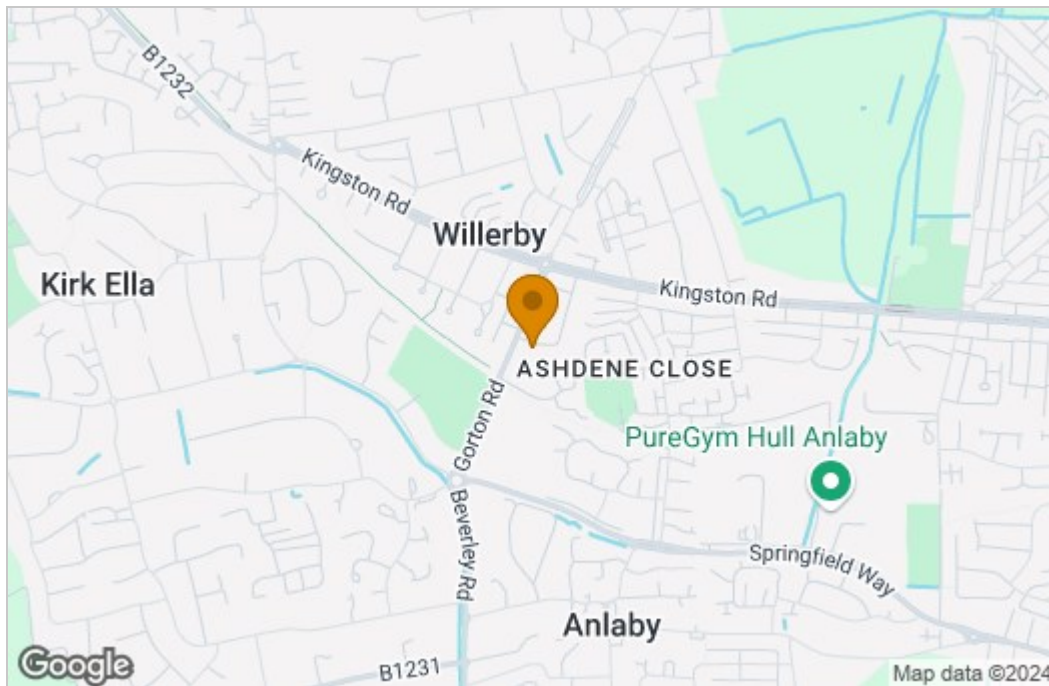 B1232
Kingston Rd
Willerby
Kirk Ella
Kingston Rd
ASHDENE CLOSE
Gorton Rd
PureGym Hull Anlaby
Beverley Rd
Springfield Way
Anlaby
B1231
Google
Map data ©2024